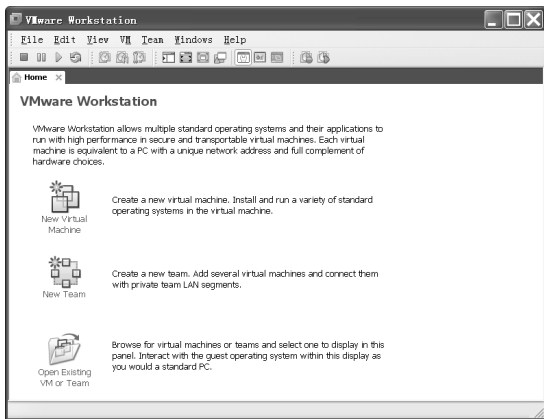 VMware Workstation
File Edit View VM Team Windows Help
Home
VMware Workstation
VMware Workstation allows multiple standard operating systems and their applications to
run with high performance in secure and transportable virtual machines. Each virtual
machine is equivalent to a PC with a unique network address and full complement of
hardware choices.
New Virtual
Machine
Create a new virtual machine. Install and run a variety of standard
operating systems in the virtual machine.
New Team
Create a new team. Add several virtual machines and connect them
with private team LAN segments.
Open Existing
VM or Team
Browse for virtual machines or teams and select one to display in this
panel. Interact with the guest operating system within this display as
you would a standard PC.